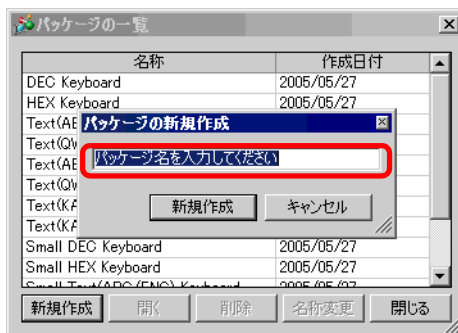 パッケージの一覧
名称 作成日付
DEC Keyboard 2005/05/27
HEX Keyboard 2005/05/27
パッケージの新規作成
パッケージ名を入力してください
新規作成 キャンセル
Small DEC Keyboard 2005/05/27
Small HEX Keyboard 2005/05/27
新規作成 開く 削除 名称変更 閉じる